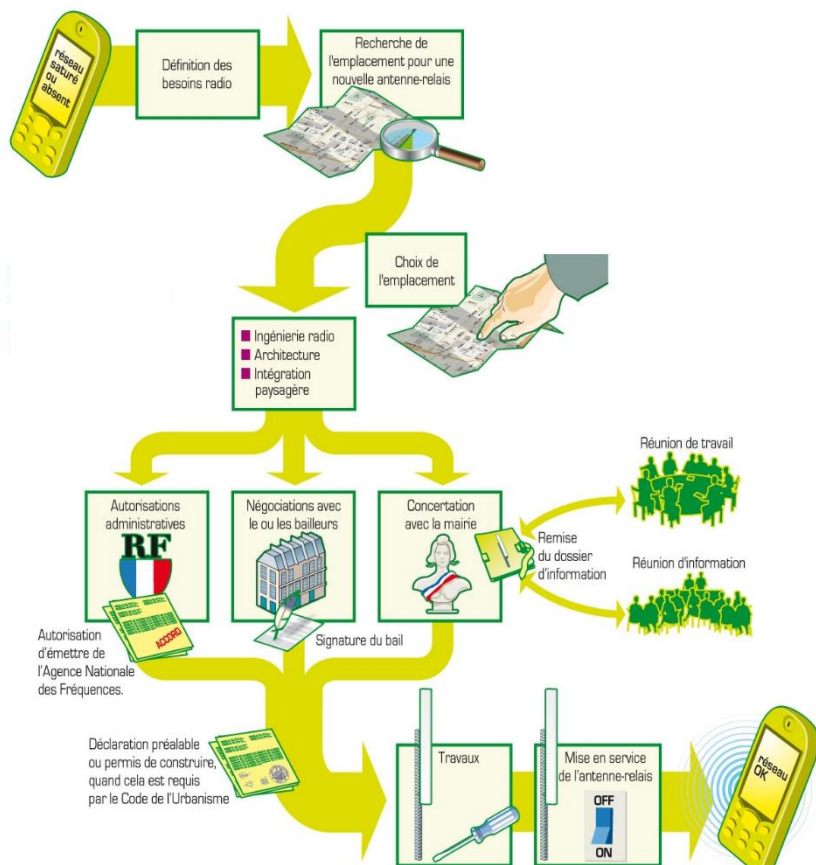 réseau
saturé
ou
absent
Définition des
besoins radio
Recherche de
l'emplacement pour une
nouvelle antenne-relais
Choix de
l'emplacement
Ingénierie radio
Architecture
Intégration
paysagère
Autorisations
administratives
RF
Négociations avec
le ou les bailleurs
Concertation
avec la mairie
Remise
du dossier
d'information
Réunion de travail
Réunion d'information
ACCORD
Autorisation
d'émettre de
l'Agence Nationale
des Fréquences.
Signature du bail
Déclaration préalable
ou permis de construire,
quand cela est requis
par le Code de l'Urbanisme
Travaux
Mise en service
de l'antenne-relais
OFF
ON
réseau
OK